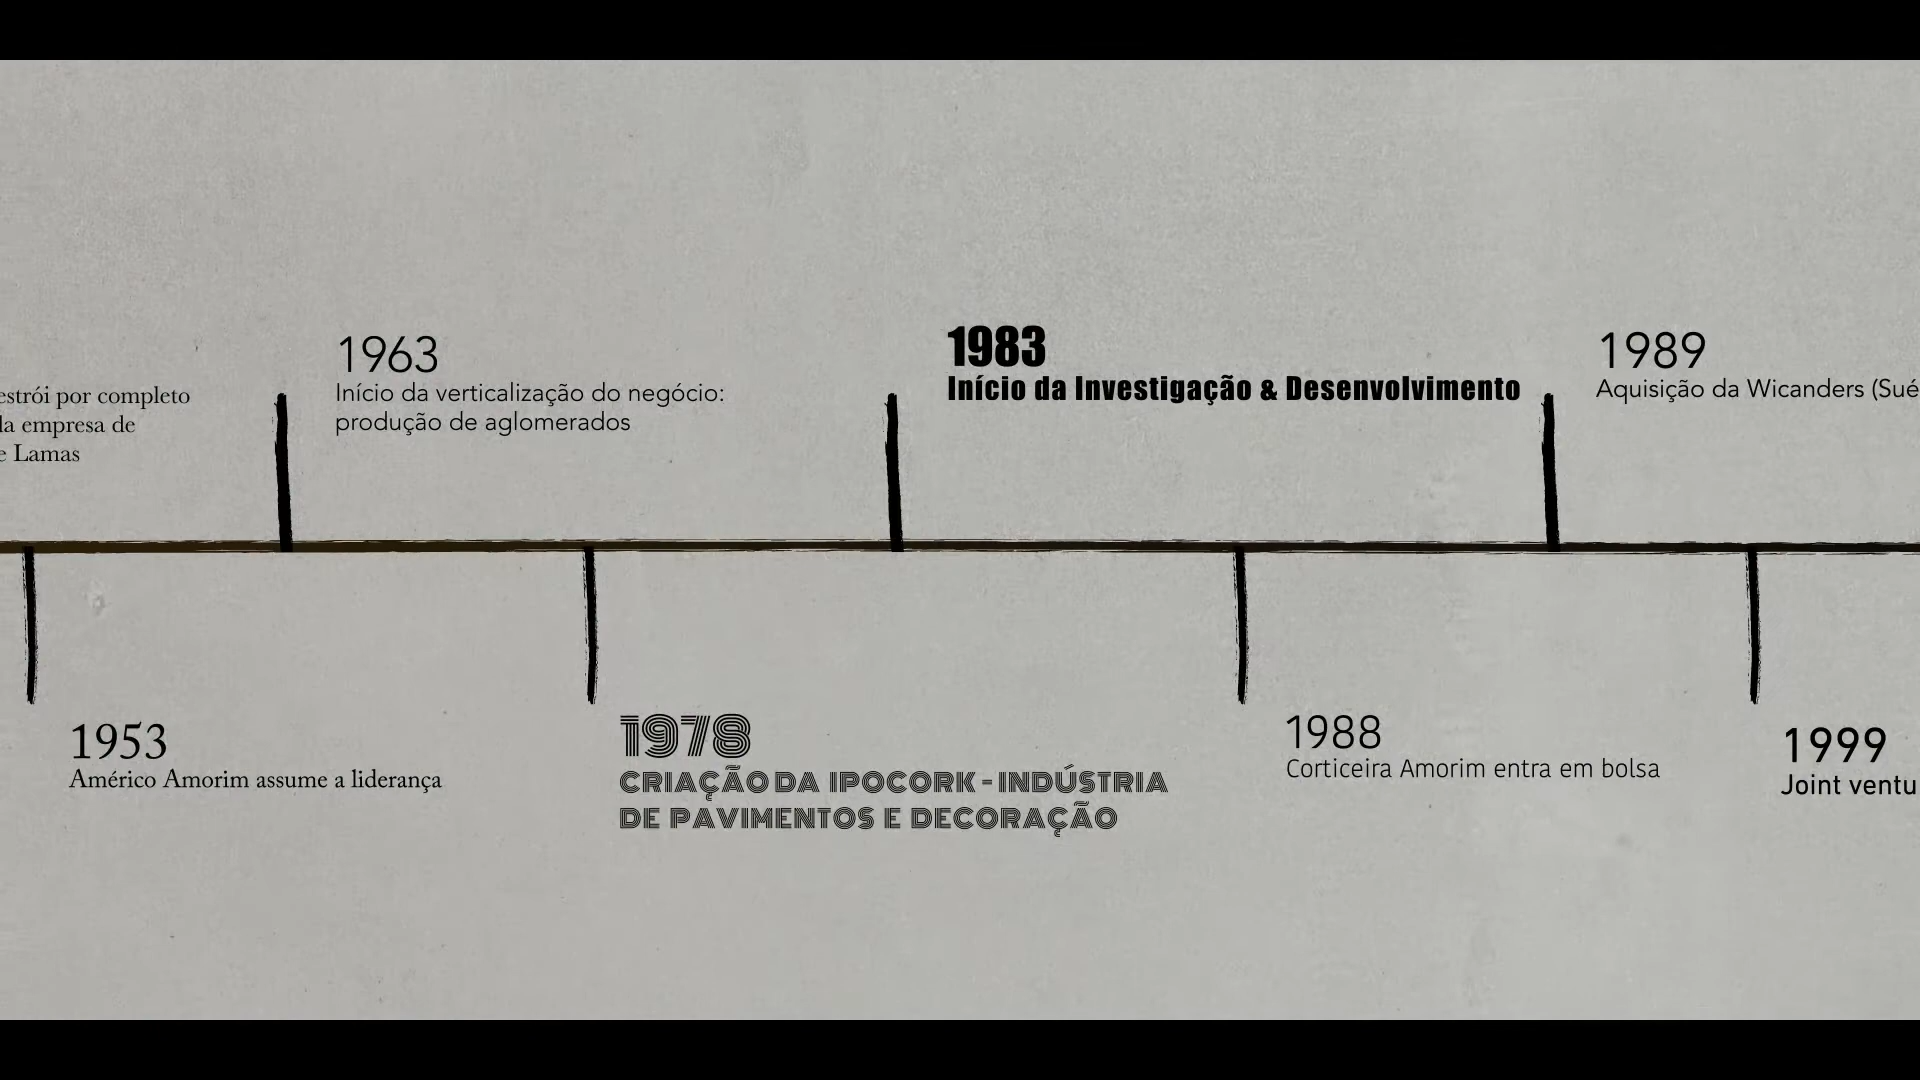 por completo
empresa de
Lamas
1963
Início da verticalização do negócio:
produção de aglomerados
1983
Início da Investigação & Desenvolvimento
1989
Aquisição da Wicanders
1953
Américo Amorim assume a liderança
1978
CRIAÇÃO DA IPOCORK - INDÚSTRIA
DE PAVIMENTOS E DECORAÇÃO
1988
Corticeira Amorim entra em bolsa
1999
Joint